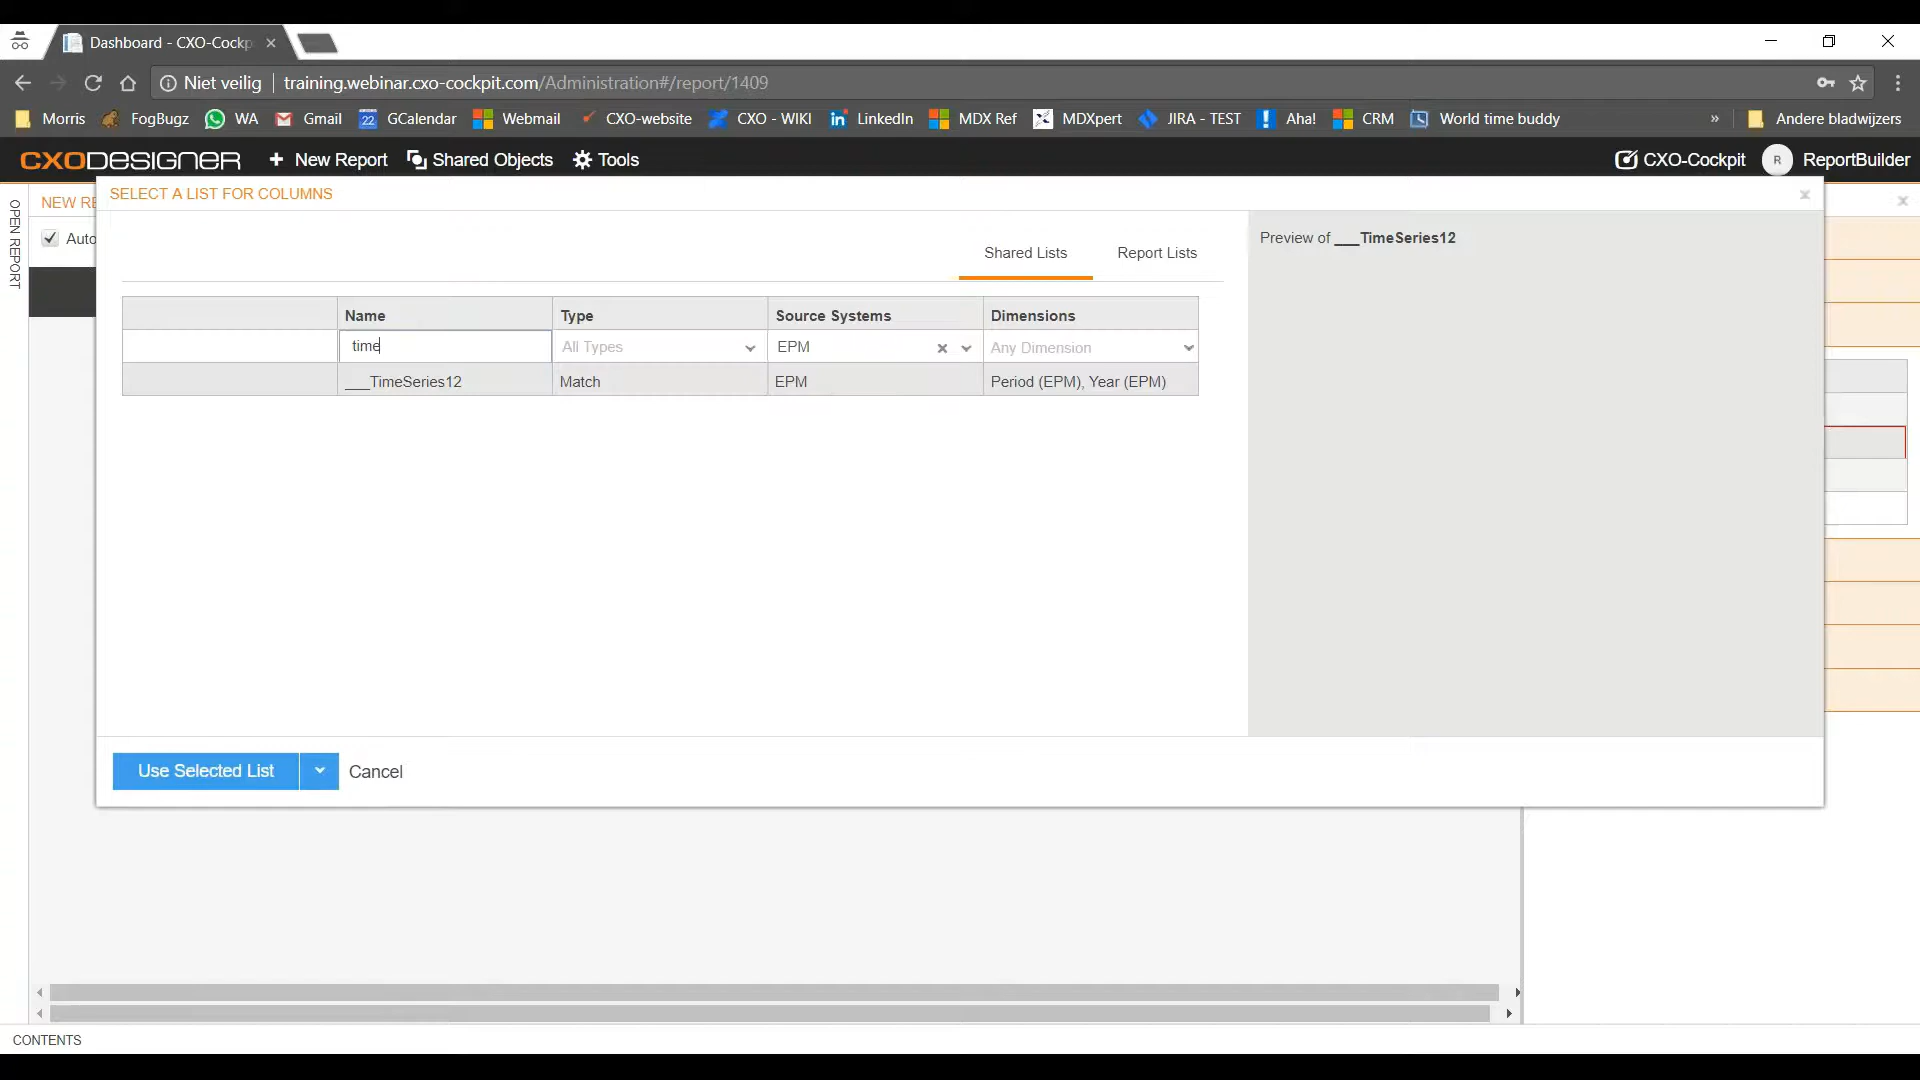 Dashboard - CXO-Cockp
Niet veilig training.webinar.cxo-cockpit.com/Administration#/report/1409
Morris FogBugz WA Gmail 22 GCalendar Webmail CXO-website CXO - WIKI LinkedIn MDX Ref MDXpert JIRA - TEST Aha! CRM World time buddy » Andere bladwijzers
CXODESIGNER + New Report Shared Objects Tools CXO-Cockpit R ReportBuilder
SELECT A LIST FOR COLUMNS
OPEN REPORT
NEW RE
Auto
Shared Lists Report Lists
Preview of ___TimeSeries12
Name Type Source Systems Dimensions
time All Types EPM Any Dimension
___TimeSeries12 Match EPM Period (EPM), Year (EPM)
Use Selected List Cancel
CONTENTS